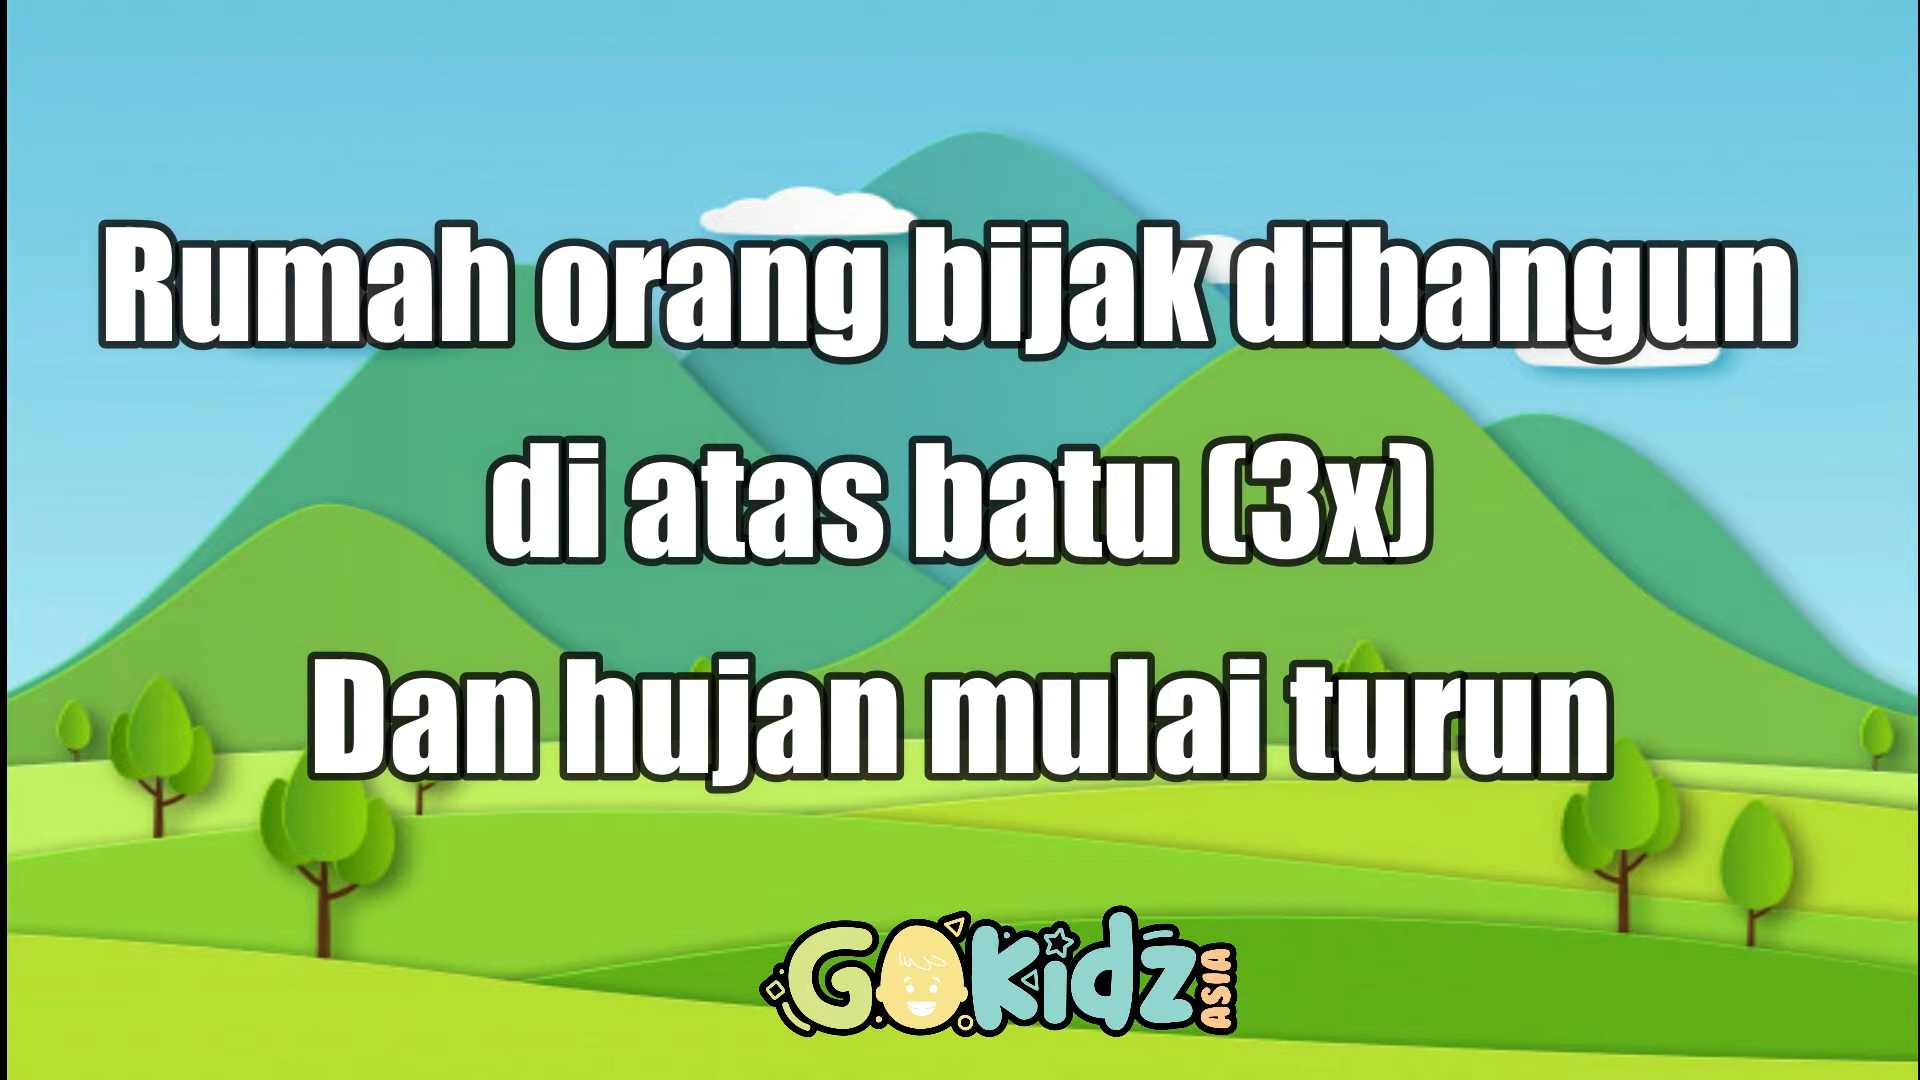 Rumah orang bijak dibangun
di atas batu (3x)
Dan hujan mulai turun
GOKidz ASIA